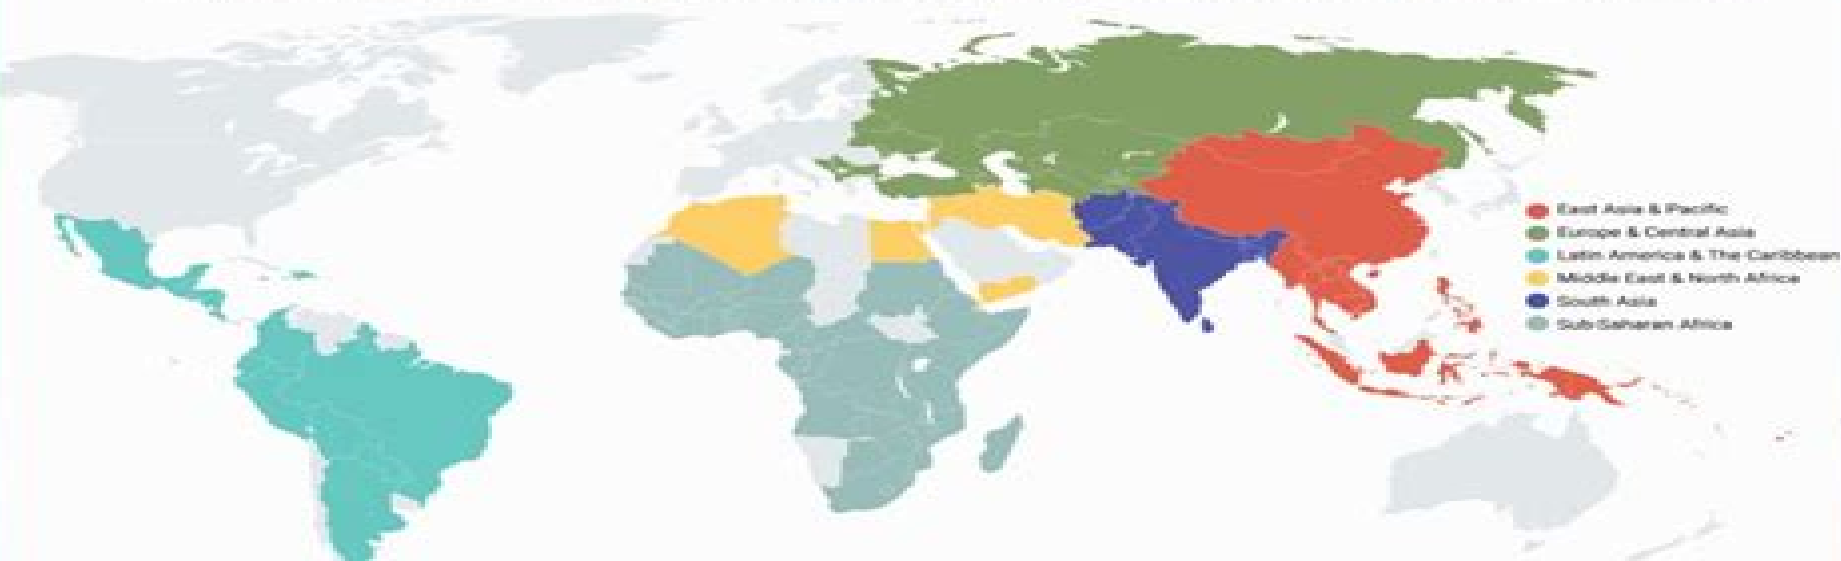 East Asia & Pacific
Europe & Central Asia
Latin America & The Caribbean
Middle East & North Africa
South Asia
Sub-Saharan Africa